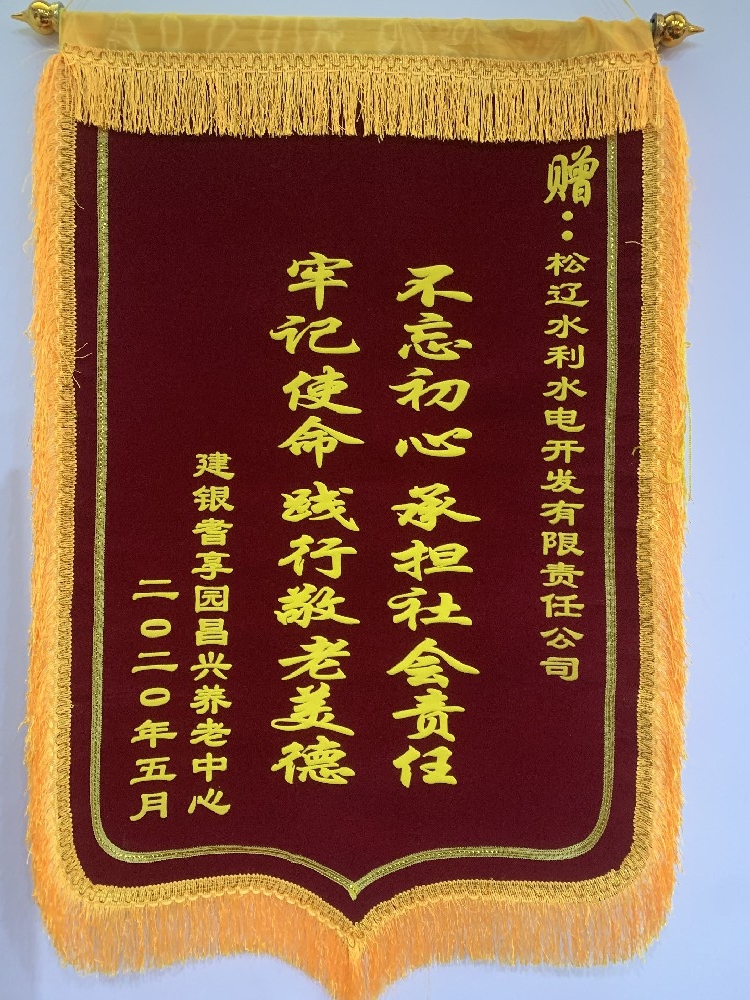 赠：松辽水利水电开发有限责任公司
不忘初心 承担社会责任
牢记使命 践行敬老美德
建银耆享园昌兴养老中心
二〇二〇年五月